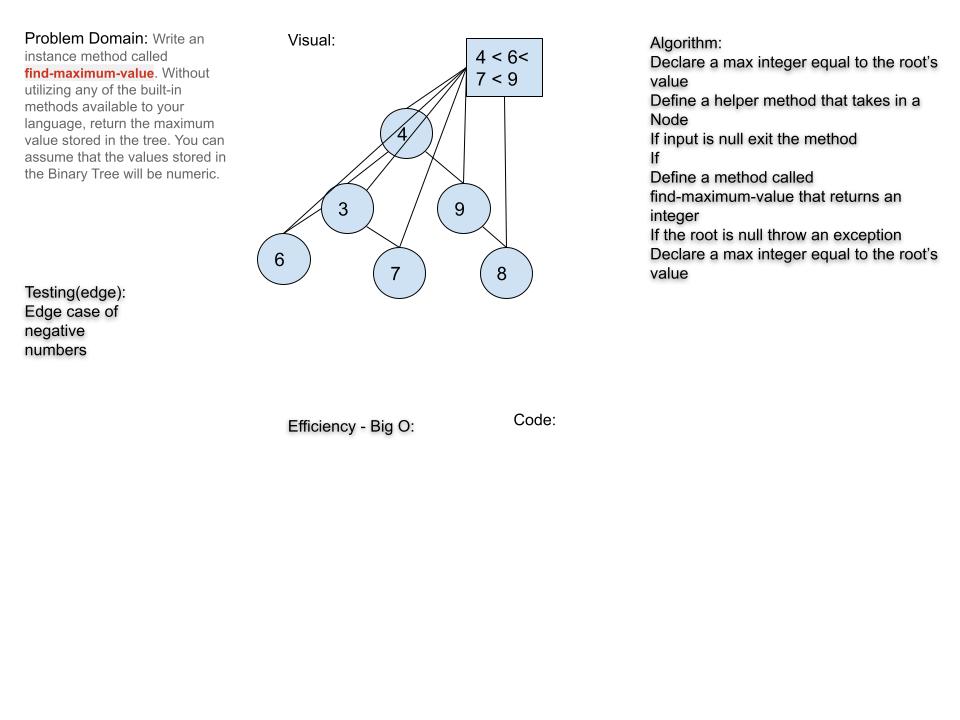 Problem Domain: Write an
instance method called
find-maximum-value. Without
utilizing any of the built-in
methods available to your
language, return the maximum
value stored in the tree. You can
assume that the values stored in
the Binary Tree will be numeric.
Testing(edge):
Edge case of
negative
numbers
Visual:
4 < 6<
7 < 9
4
3
9
6
7
8
Efficiency - Big O:
Code:
Algorithm:
Declare a max integer equal to the root’s
value
Define a helper method that takes in a
Node
If input is null exit the method
If
Define a method called
find-maximum-value that returns an
integer
If the root is null throw an exception
Declare a max integer equal to the root’s
value